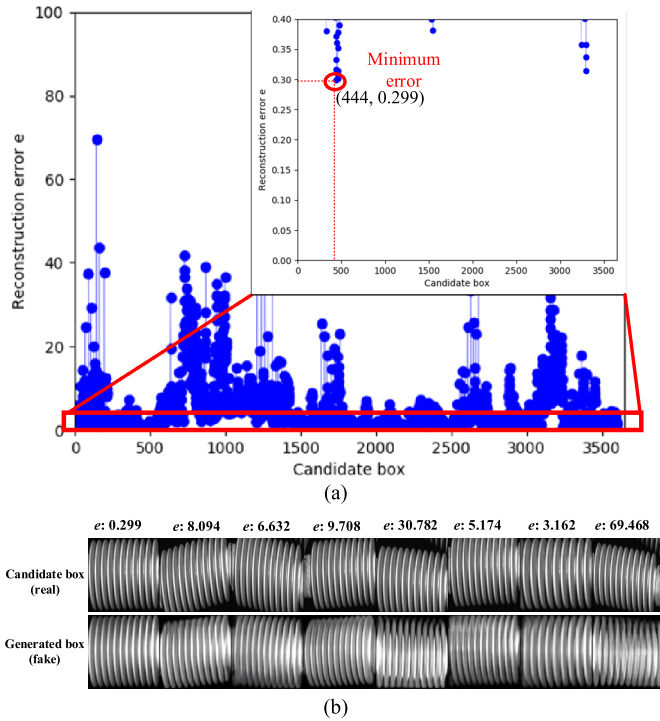 100
80
60
40
20
0
Reconstruction error e
0
500
1000
1500
2000
2500
3000
3500
Candidate box
0.40
0.35
0.30
0.25
0.20
0.15
0.10
0.05
0.00
Reconstruction error e
Minimum
error
(444, 0.299)
0
500
1000
1500
2000
2500
3000
3500
Candidate box
(a)
e: 0.299 e: 8.094 e: 6.632 e: 9.708 e: 30.782 e: 5.174 e: 3.162 e: 69.468
Candidate box
(real)
Generated box
(fake)
(b)